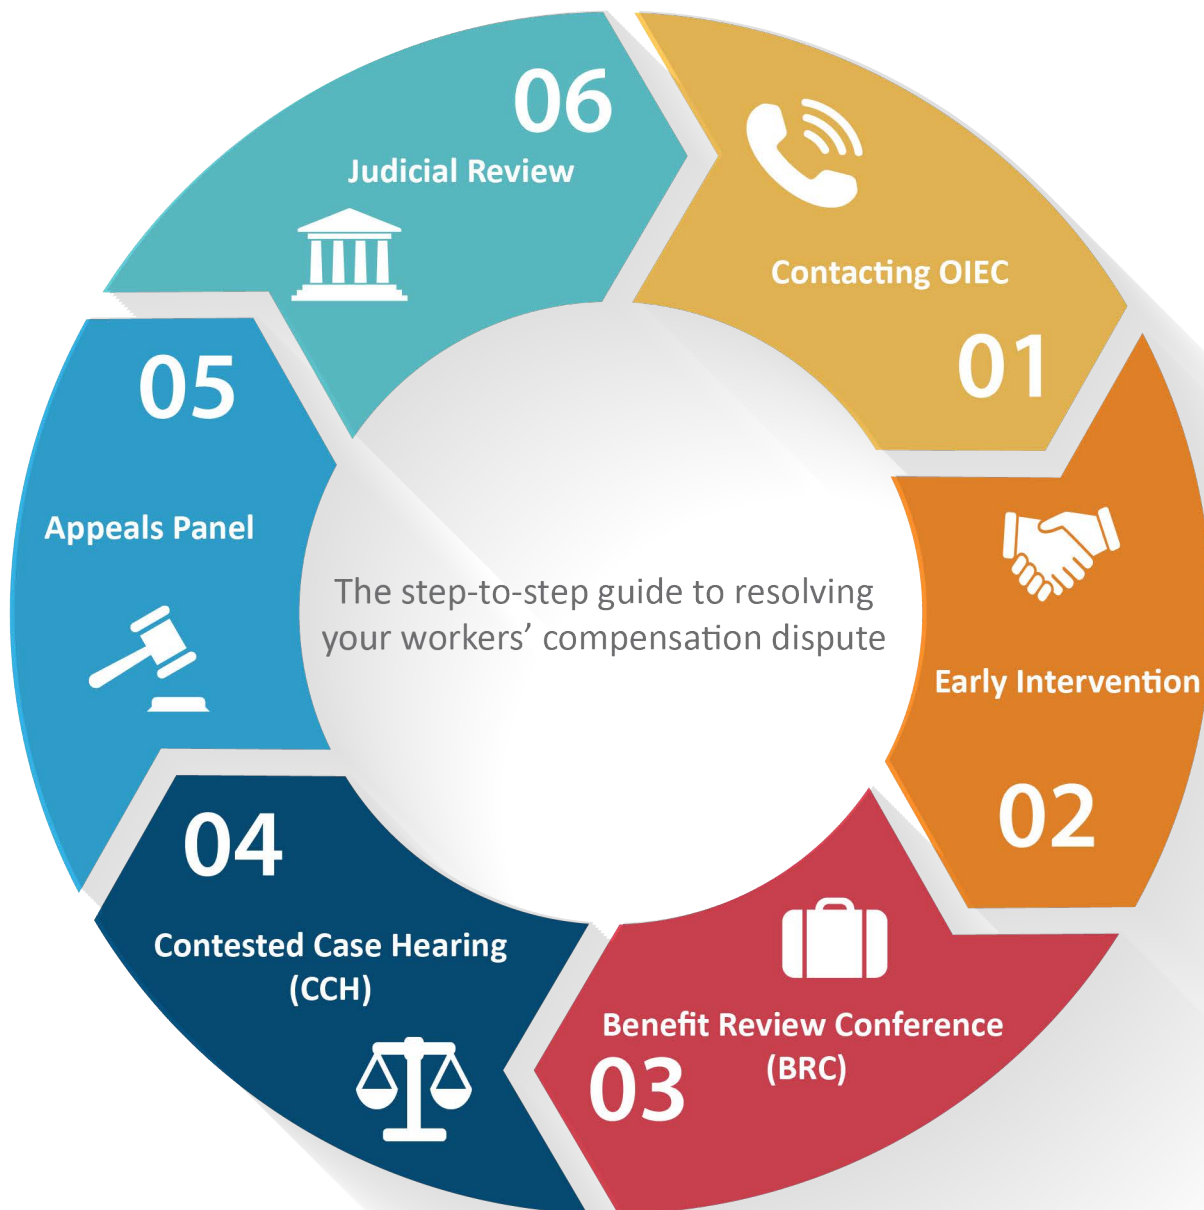 The step-to-step guide to resolving
your workers’ compensation dispute
Contacting OIEC
01
Early Intervention
02
Benefit Review Conference
(BRC)
03
04
Contested Case Hearing
(CCH)
05
Appeals Panel
06
Judicial Review